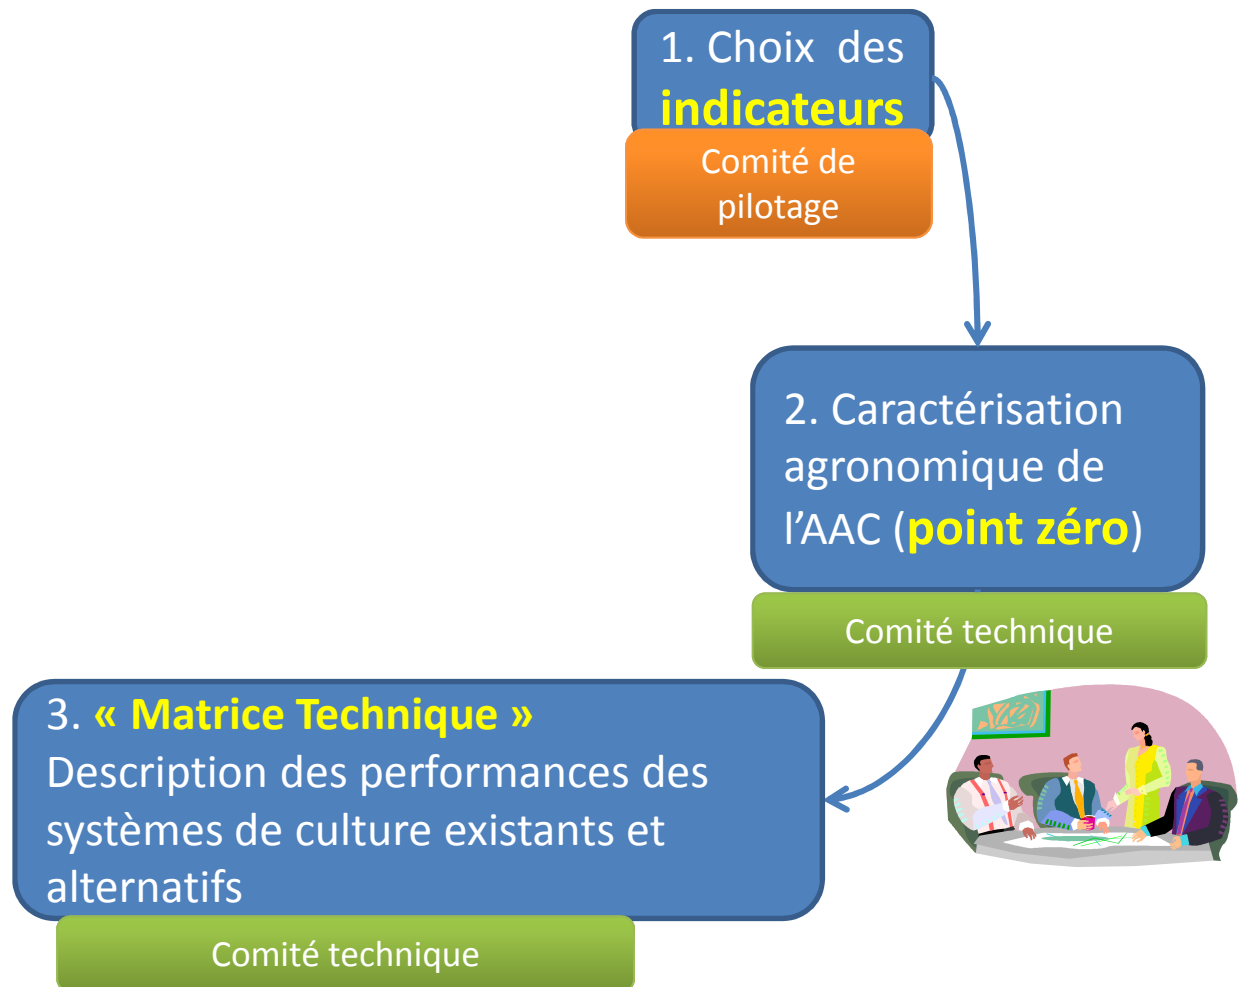 1. Choix des
indicateurs
Comité de
pilotage
2. Caractérisation
agronomique de
l’AAC (point zéro)
Comité technique
3. « Matrice Technique »
Description des performances des
systèmes de culture existants et
alternatifs
Comité technique